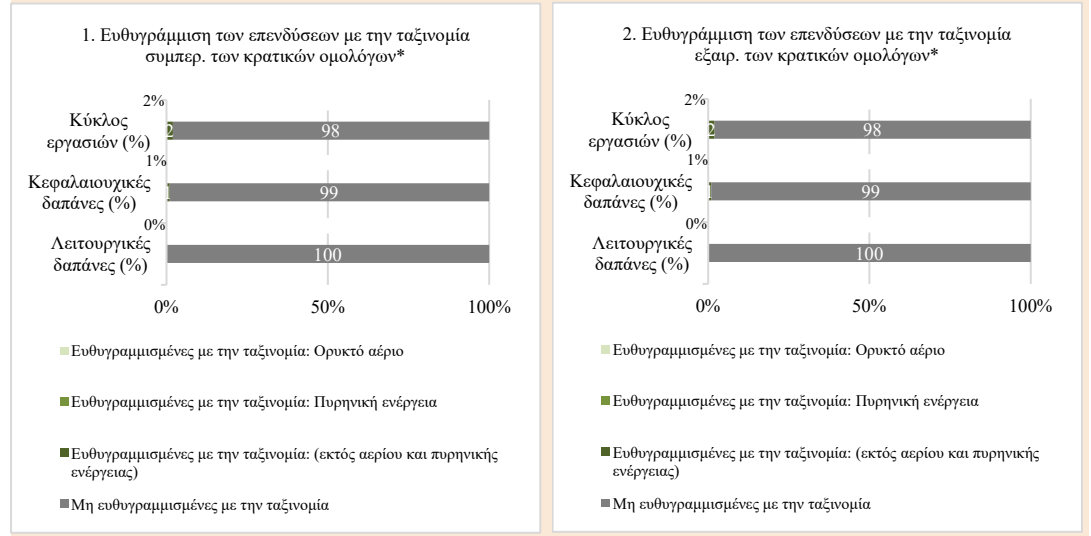 1. Ευθυγράμμιση των επενδύσεων με την ταξινομία
συμπερ. των κρατικών ομολόγων*
2%
Κύκλος
εργασιών (%)
2
98
1%
Κεφαλαιουχικές
δαπάνες (%)
1
99
0%
Λειτουργικές
δαπάνες (%)
100
0%
50%
100%
Ευθυγραμμισμένες με την ταξινομία: Ορυκτό αέριο
Ευθυγραμμισμένες με την ταξινομία: Πυρηνική ενέργεια
Ευθυγραμμισμένες με την ταξινομία: (εκτός αερίου και πυρηνικής
ενέργειας)
Μη ευθυγραμμισμένες με την ταξινομία
2. Ευθυγράμμιση των επενδύσεων με την ταξινομία
εξαιρ. των κρατικών ομολόγων*
2%
Κύκλος
εργασιών (%)
2
98
1%
Κεφαλαιουχικές
δαπάνες (%)
1
99
0%
Λειτουργικές
δαπάνες (%)
100
0%
50%
100%
Ευθυγραμμισμένες με την ταξινομία: Ορυκτό αέριο
Ευθυγραμμισμένες με την ταξινομία: Πυρηνική ενέργεια
Ευθυγραμμισμένες με την ταξινομία: (εκτός αερίου και πυρηνικής
ενέργειας)
Μη ευθυγραμμισμένες με την ταξινομία